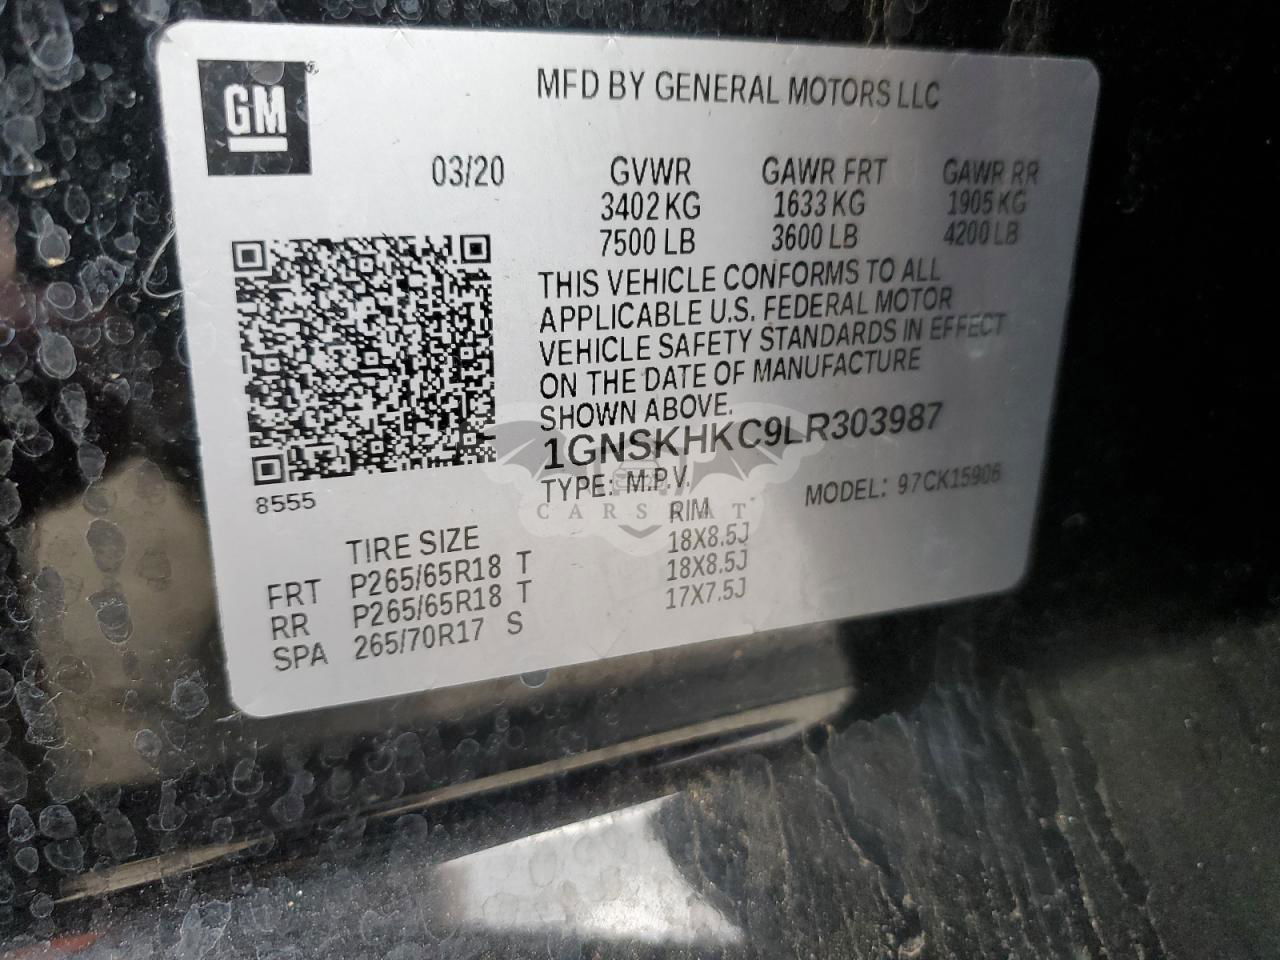 GM®
MFD BY GENERAL MOTORS LLC
03/20 GVWR GAWR FRT GAWR RR
3402 KG 1633 KG 1905 KG
7500 LB 3600 LB 4200 LB
THIS VEHICLE CONFORMS TO ALL
APPLICABLE U.S. FEDERAL MOTOR
VEHICLE SAFETY STANDARDS IN EFFECT
ON THE DATE OF MANUFACTURE
SHOWN ABOVE.
1GNSKHKC9LR303987
TYPE: M.P.V. MODEL: 97CK15906
8555
CARSBAT
TIRE SIZE RIM
FRT P265/65R18 T 18X8.5J
RR P265/65R18 T 18X8.5J
SPA 265/70R17 S 17X7.5J